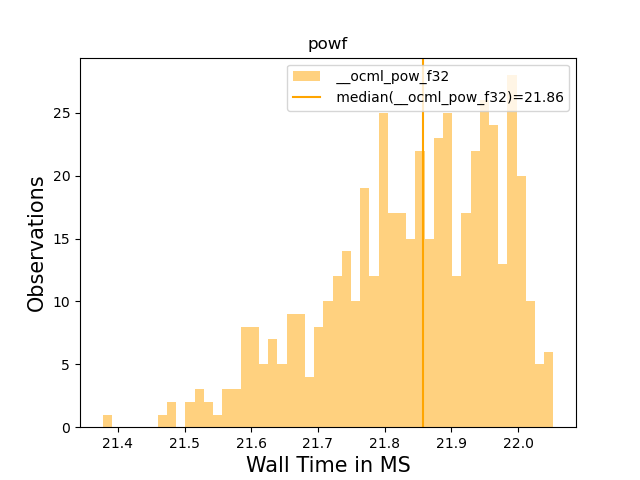 powf
__ocml_pow_f32
median(__ocml_pow_f32)=21.86
Observations
25
20
15
10
5
0
21.4 21.5 21.6 21.7 21.8 21.9 22.0
Wall Time in MS